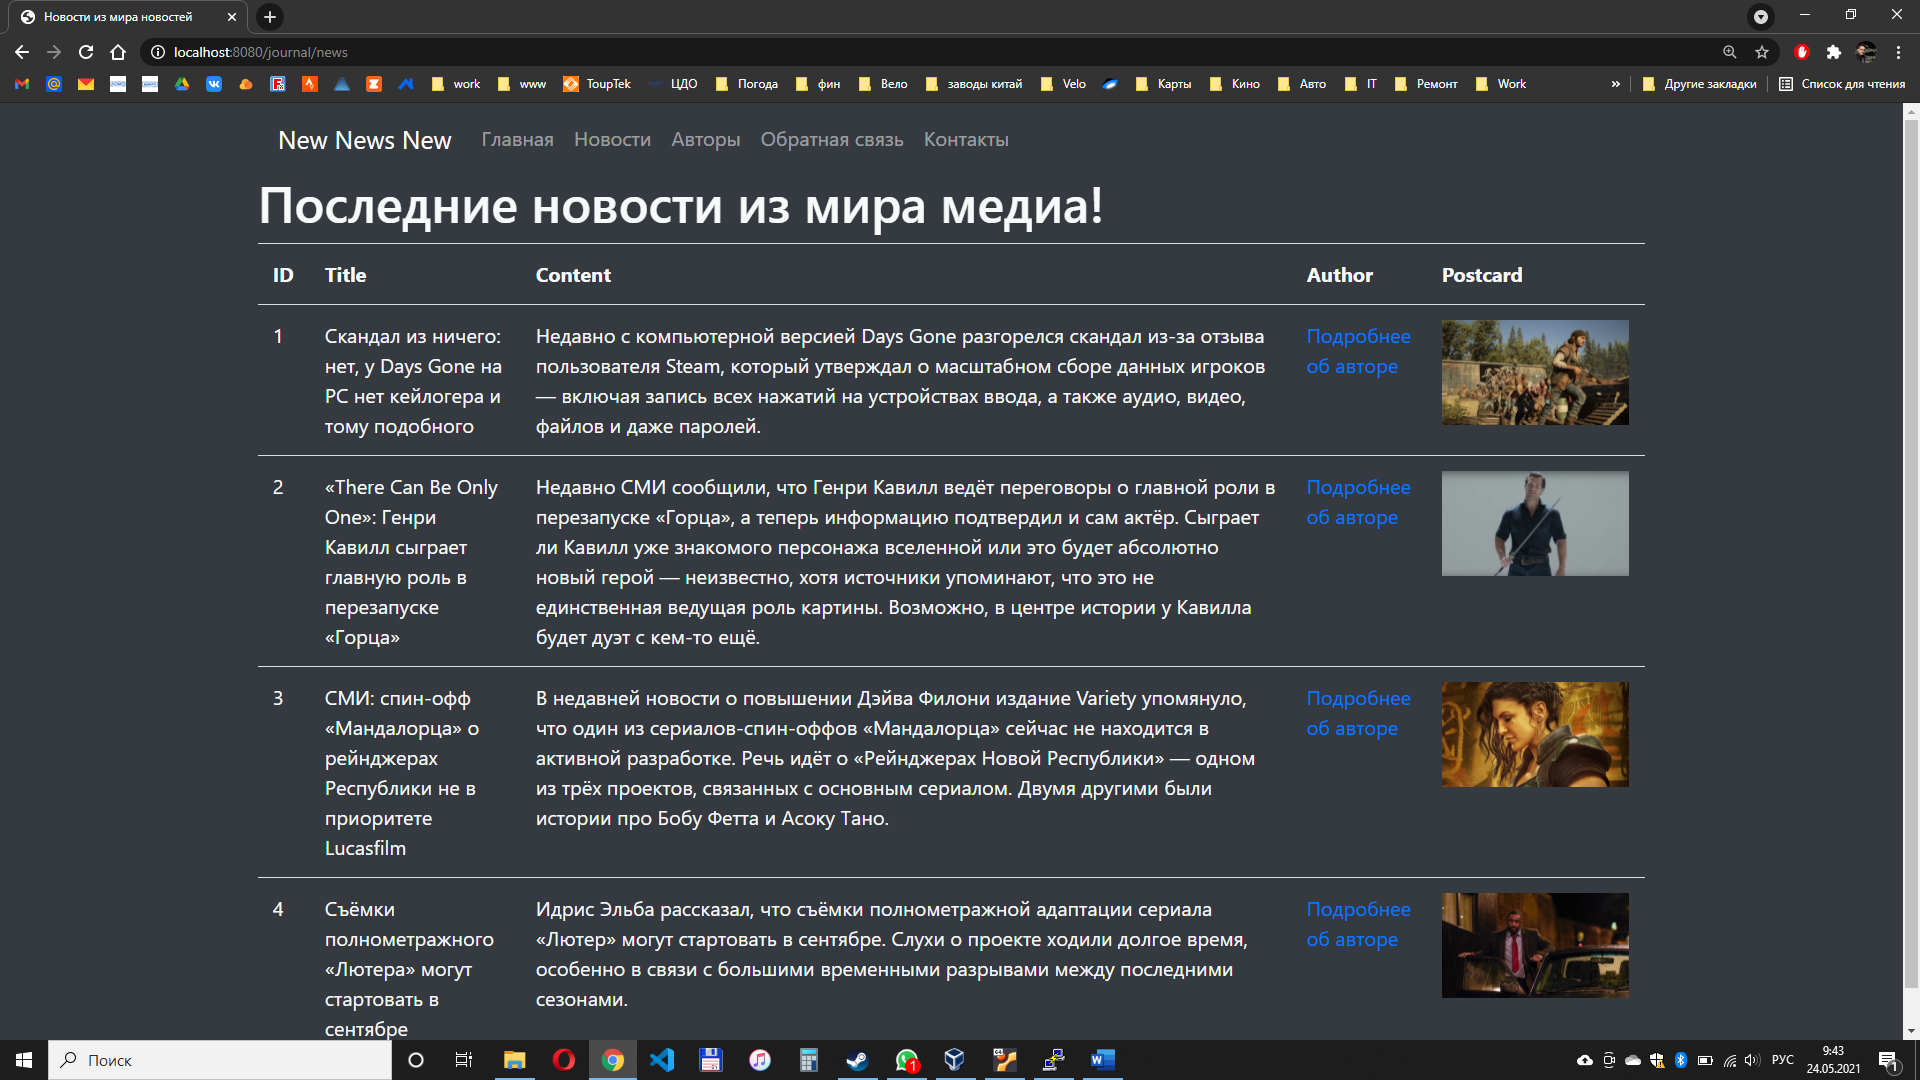 Новости из мира новостей
localhost:8080/journal/news
work
www
ToupTek
ЦДО
Погода
фин
Вело
заводы китай
Velo
Карты
Кино
Авто
IT
Ремонт
Work
»
Другие закладки
Список для чтения
New News New
Главная
Новости
Авторы
Обратная связь
Контакты
Последние новости из мира медиа!
ID
Title
Content
Author
Postcard
1
Скандал из ничего:
нет, у Days Gone на
PC нет кейлогера и
тому подобного
Недавно с компьютерной версией Days Gone разгорелся скандал из-за отзыва
пользователя Steam, который утверждал о масштабном сборе данных игроков
— включая запись всех нажатий на устройствах ввода, а также аудио, видео,
файлов и даже паролей.
Подробнее
об авторе
2
«There Can Be Only
One»: Генри
Кавилл сыграет
главную роль в
перезапуске
«Горца»
Недавно СМИ сообщили, что Генри Кавилл ведёт переговоры о главной роли в
перезапуске «Горца», а теперь информацию подтвердил и сам актёр. Сыграет
ли Кавилл уже знакомого персонажа вселенной или это будет абсолютно
новый герой — неизвестно, хотя источники упоминают, что это не
единственная ведущая роль картины. Возможно, в центре истории у Кавилла
будет дуэт с кем-то ещё.
Подробнее
об авторе
3
СМИ: спин-офф
«Мандалорца» о
рейнджерах
Республики не в
приоритете
Lucasfilm
В недавней новости о повышении Дэйва Филони издание Variety упомянуло,
что один из сериалов-спин-оффов «Мандалорца» сейчас не находится в
активной разработке. Речь идёт о «Рейнджерах Новой Республики» — одном
из трёх проектов, связанных с основным сериалом. Двумя другими были
истории про Бобу Фетта и Асоку Тано.
Подробнее
об авторе
4
Съёмки
полнометражного
«Лютера» могут
стартовать в
сентябре
Идрис Эльба рассказал, что съёмки полнометражной адаптации сериала
«Лютер» могут стартовать в сентябре. Слухи о проекте ходили долгое время,
особенно в связи с большими временными разрывами между последними
сезонами.
Подробнее
об авторе
Поиск
1
РУС
9:43
24.05.2021
1